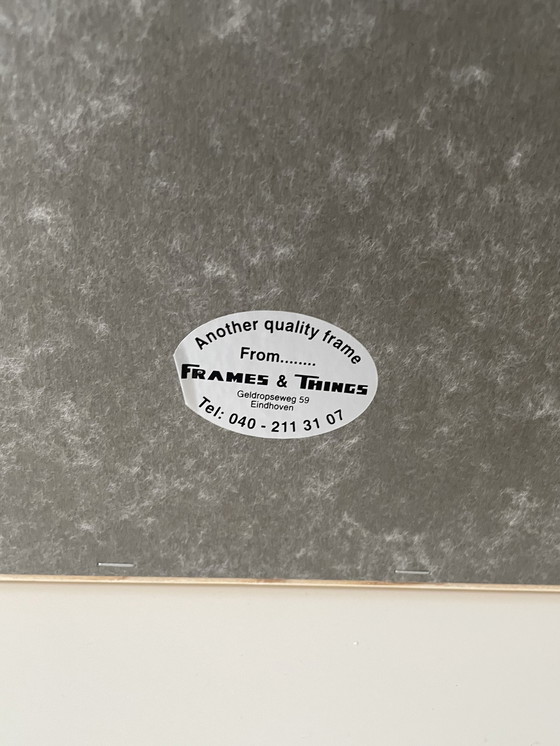 Another quality frame
From........
FRAMES & THINGS
Geldropseweg 59
Eindhoven
Tel: 040 - 211 31 07